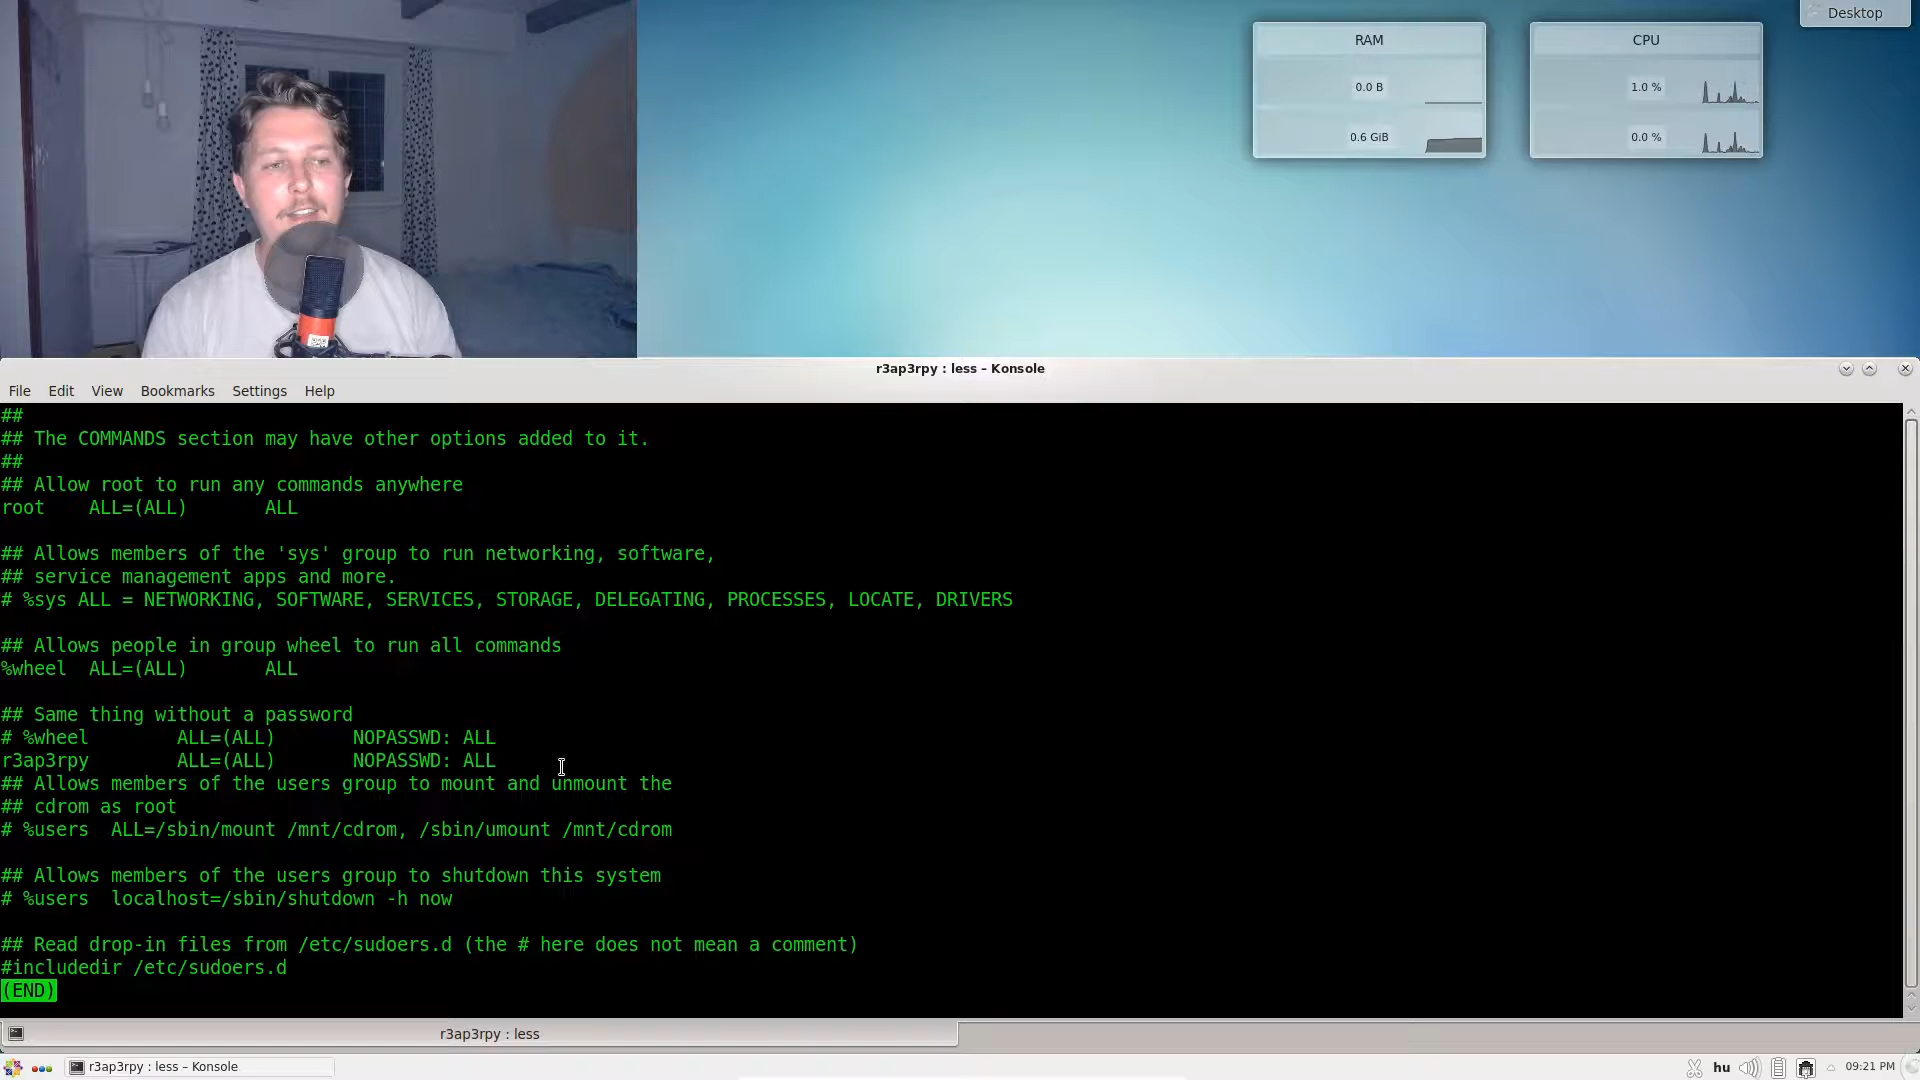 Desktop
RAM
0.0 B
0.6 GiB
CPU
1.0 %
0.0 %
r3ap3rpy : less – Konsole
File Edit View Bookmarks Settings Help
##
## The COMMANDS section may have other options added to it.
##
## Allow root to run any commands anywhere
root    ALL=(ALL)       ALL
## Allows members of the 'sys' group to run networking, software,
## service management apps and more.
# %sys ALL = NETWORKING, SOFTWARE, SERVICES, STORAGE, DELEGATING, PROCESSES, LOCATE, DRIVERS
## Allows people in group wheel to run all commands
%wheel  ALL=(ALL)       ALL
## Same thing without a password
# %wheel        ALL=(ALL)       NOPASSWD: ALL
r3ap3rpy        ALL=(ALL)       NOPASSWD: ALL
## Allows members of the users group to mount and unmount the
## cdrom as root
# %users  ALL=/sbin/mount /mnt/cdrom, /sbin/umount /mnt/cdrom
## Allows members of the users group to shutdown this system
# %users  localhost=/sbin/shutdown -h now
## Read drop-in files from /etc/sudoers.d (the # here does not mean a comment)
#includedir /etc/sudoers.d
(END)
r3ap3rpy : less
r3ap3rpy : less – Konsole
hu
09:21 PM